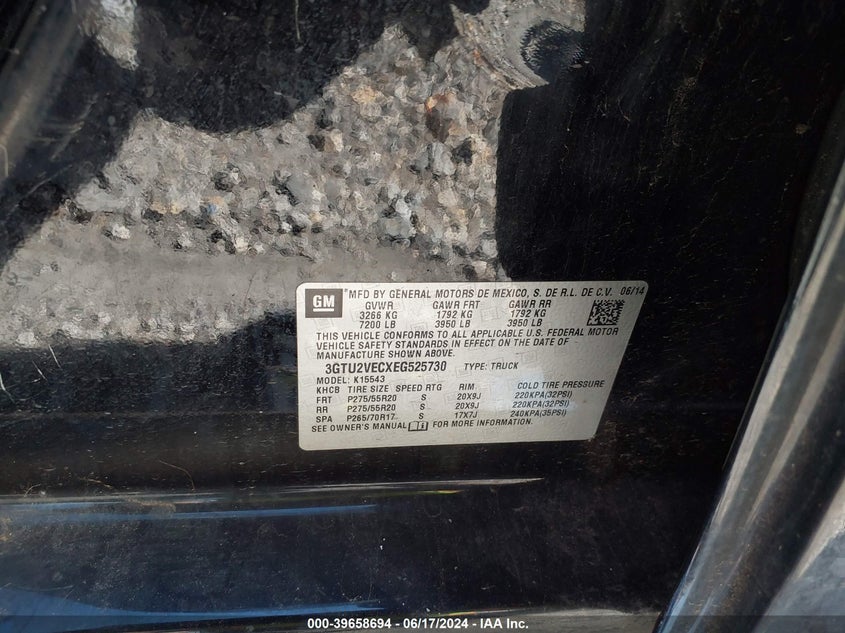 GM
MFD BY GENERAL MOTORS DE MEXICO, S. DE R.L. DE C.V. 06/14
GVWR GAWR FRT GAWR RR
3266 KG 1792 KG 1792 KG
7200 LB 3950 LB 3950 LB
THIS VEHICLE CONFORMS TO ALL APPLICABLE U.S. FEDERAL MOTOR
VEHICLE SAFETY STANDARDS IN EFFECT ON THE DATE OF
MANUFACTURE SHOWN ABOVE.
3GTU2VECXEG525730 TYPE: TRUCK
MODEL: K15543
KHCB TIRE SIZE SPEED RTG RIM COLD TIRE PRESSURE
FRT P275/55R20 S 20X9J 220KPA(32PSI)
RR P275/55R20 S 20X9J 220KPA(32PSI)
SPA P265/70R17 S 17X7J 240KPA(35PSI)
SEE OWNER'S MANUAL FOR MORE INFORMATION.
000-39658694 - 06/17/2024 - IAAI.com